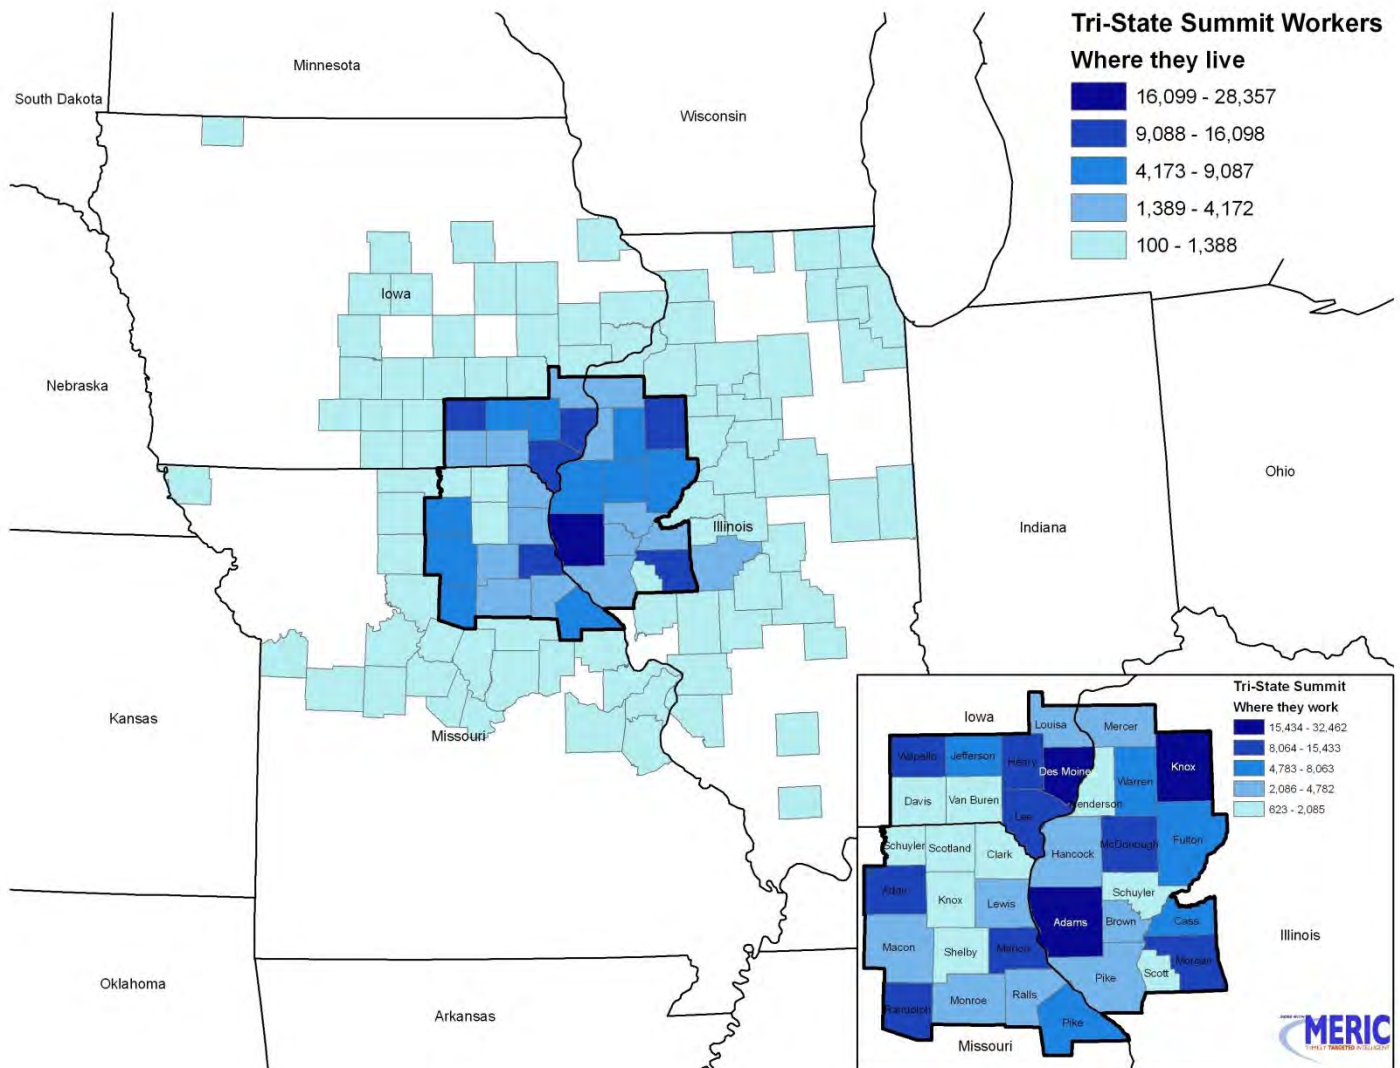 Tri-State Summit Workers
Where they live
16,099 - 28,357
9,088 - 16,098
4,173 - 9,087
1,389 - 4,172
100 - 1,388
Minnesota
South Dakota
Wisconsin
Iowa
Nebraska
Ohio
Illinois
Indiana
Kansas
Missouri
Oklahoma
Arkansas
Tri-State Summit
Where they work
15,434 - 32,462
8,064 - 15,433
4,783 - 8,063
2,086 - 4,782
623 - 2,085
Iowa
Louisa
Mercer
Wapello
Jefferson
Henry
Des Moines
Knox
Warren
Davis
Van Buren
Henderson
Lee
Schuyler
Scotland
Clark
Hancock
McDonough
Fulton
Adair
Knox
Lewis
Schuyler
Adams
Brown
Cass
Illinois
Macon
Shelby
Marion
Morgan
Scott
Pike
Randolph
Monroe
Ralls
Pike
Missouri
MERIC
TIMELY TARGETED INTELLIGENT